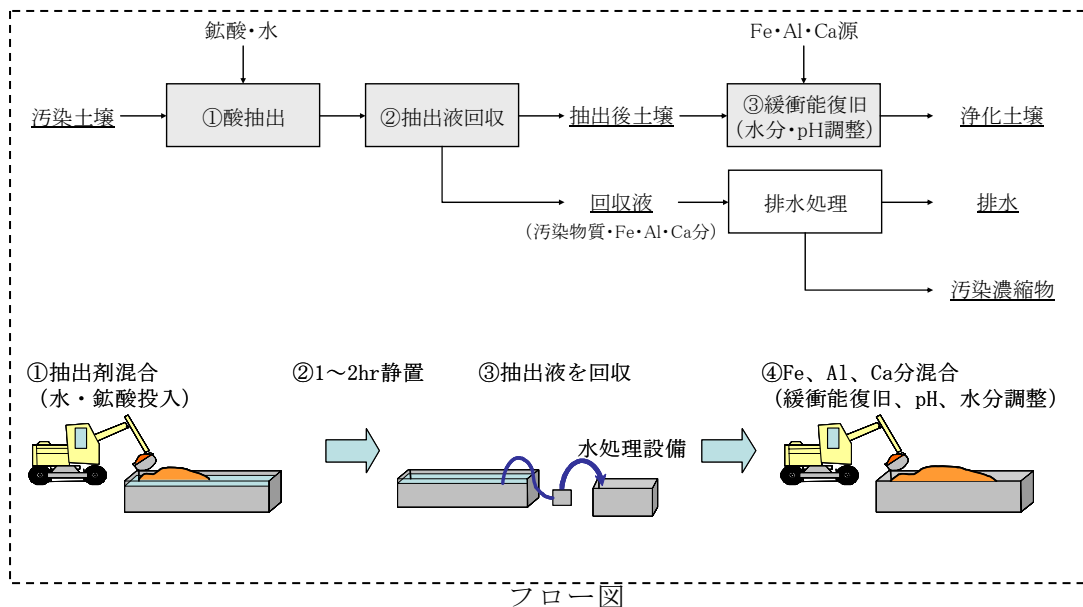 鉱酸・水
Fe・Al・Ca源
汚染土壌
①酸抽出
②抽出液回収
抽出後土壌
③緩衝能復旧
(水分・pH調整)
浄化土壌
回収液
(汚染物質・Fe・Al・Ca分)
排水処理
排水
汚染濃縮物
①抽出剤混合
(水・鉱酸投入)
②1～2hr静置
③抽出液を回収
水処理設備
④Fe、Al、Ca分混合
(緩衝能復旧、pH、水分調整)
フロー図